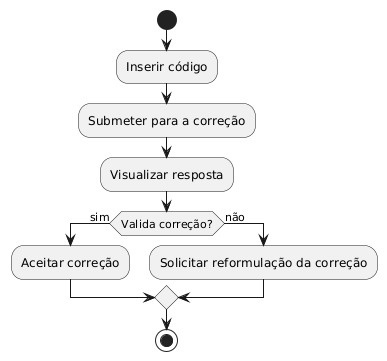 Inserir código
Submeter para a correção
Visualizar resposta
sim
Valida correção?
não
Aceitar correção
Solicitar reformulação da correção